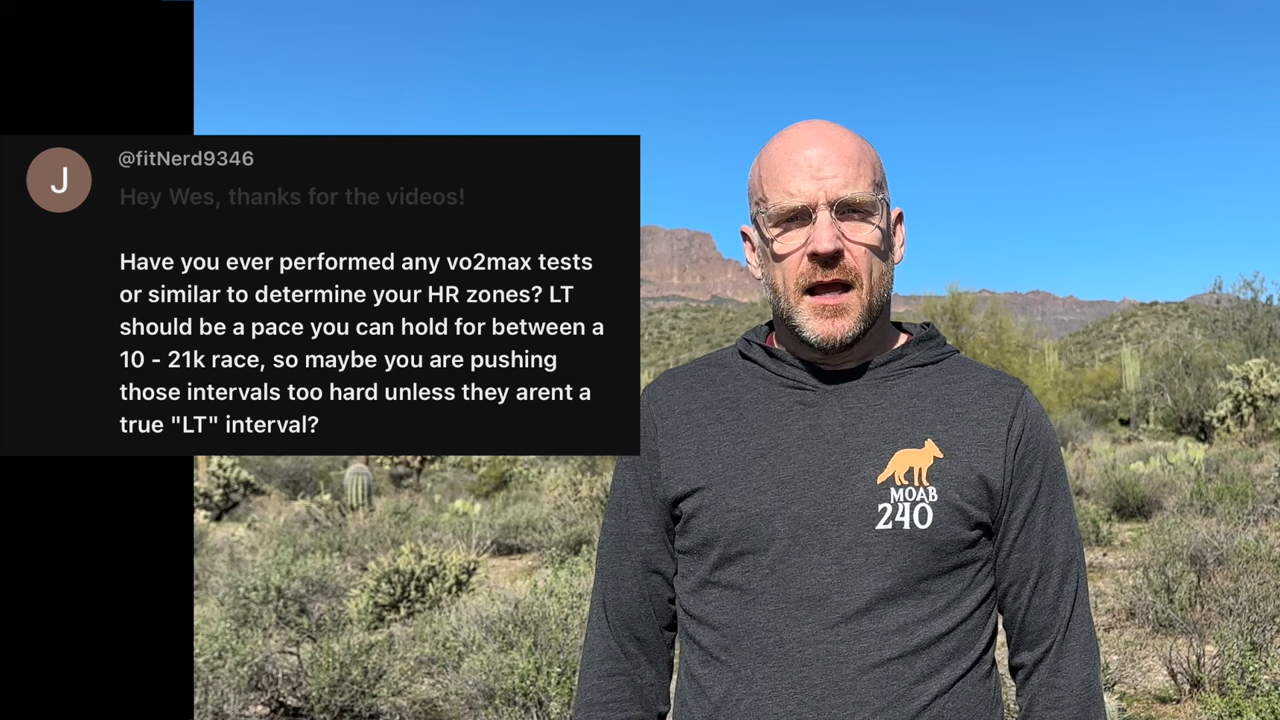 J
@fitNerd9346
Hey Wes, thanks for the videos!
Have you ever performed any vo2max tests
or similar to determine your HR zones? LT
should be a pace you can hold for between a
10 - 21k race, so maybe you are pushing
those intervals too hard unless they arent a
true "LT" interval?
MOAB
240